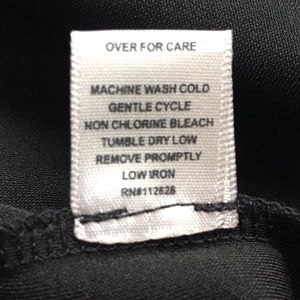 OVER FOR CARE
MACHINE WASH COLD
GENTLE CYCLE
NON CHLORINE BLEACH
TUMBLE DRY LOW
REMOVE PROMPTLY
LOW IRON
RN#112628